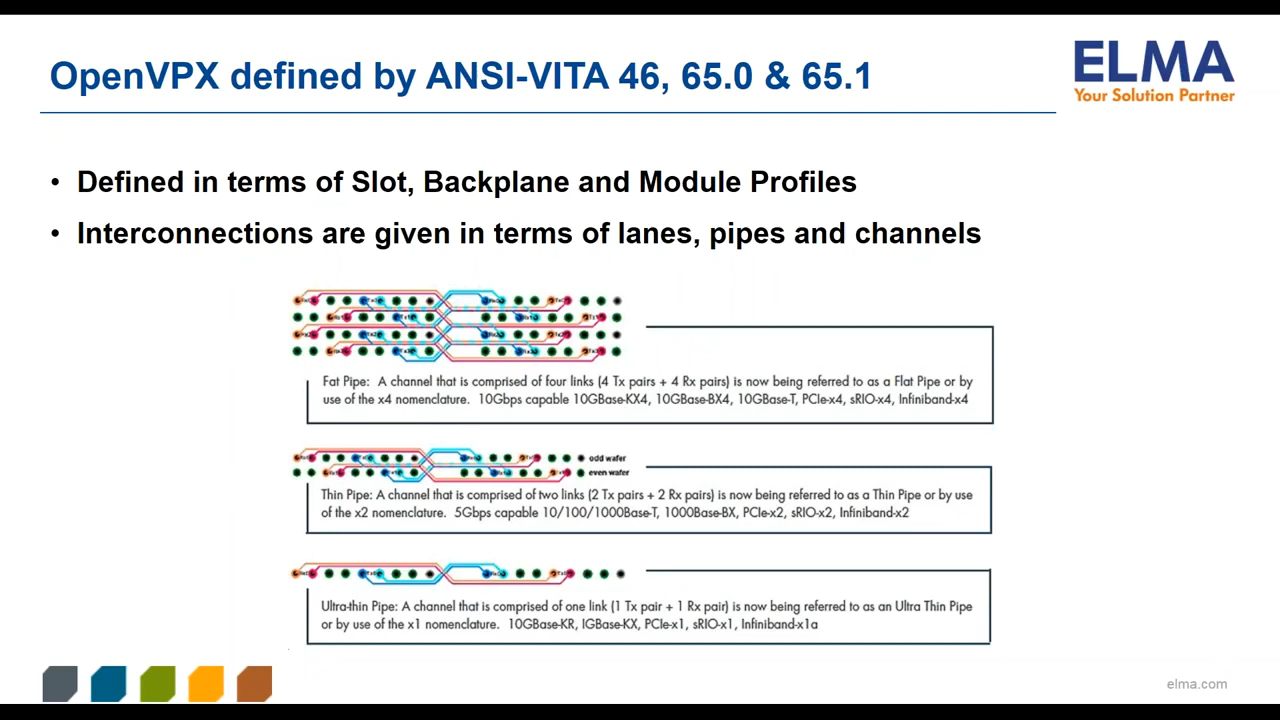 OpenVPX defined by ANSI-VITA 46, 65.0 & 65.1
ELMA
Your Solution Partner
• Defined in terms of Slot, Backplane and Module Profiles
• Interconnections are given in terms of lanes, pipes and channels
Fat Pipe: A channel that is comprised of four links (4 Tx pairs + 4 Rx pairs) is now being referred to as a Flat Pipe or by
use of the x4 nomenclature. 10Gbps capable 10GBase-KX4, 10GBase-BX4, 10GBase-T, PCIe-x4, sRIO-x4, Infiniband-x4
odd wafer
even wafer
Thin Pipe: A channel that is comprised of two links (2 Tx pairs + 2 Rx pairs) is now being referred to as a Thin Pipe or by use
of the x2 nomenclature. 5Gbps capable 10/100/1000Base-T, 1000Base-BX, PCIe-x2, sRIO-x2, Infiniband-x2
Ultra-thin Pipe: A channel that is comprised of one link (1 Tx pair + 1 Rx pair) is now being referred to as an Ultra Thin Pipe
or by use of the x1 nomenclature. 10GBase-KR, IGBase-KX, PCIe-x1, sRIO-x1, Infiniband-x1a
elma.com